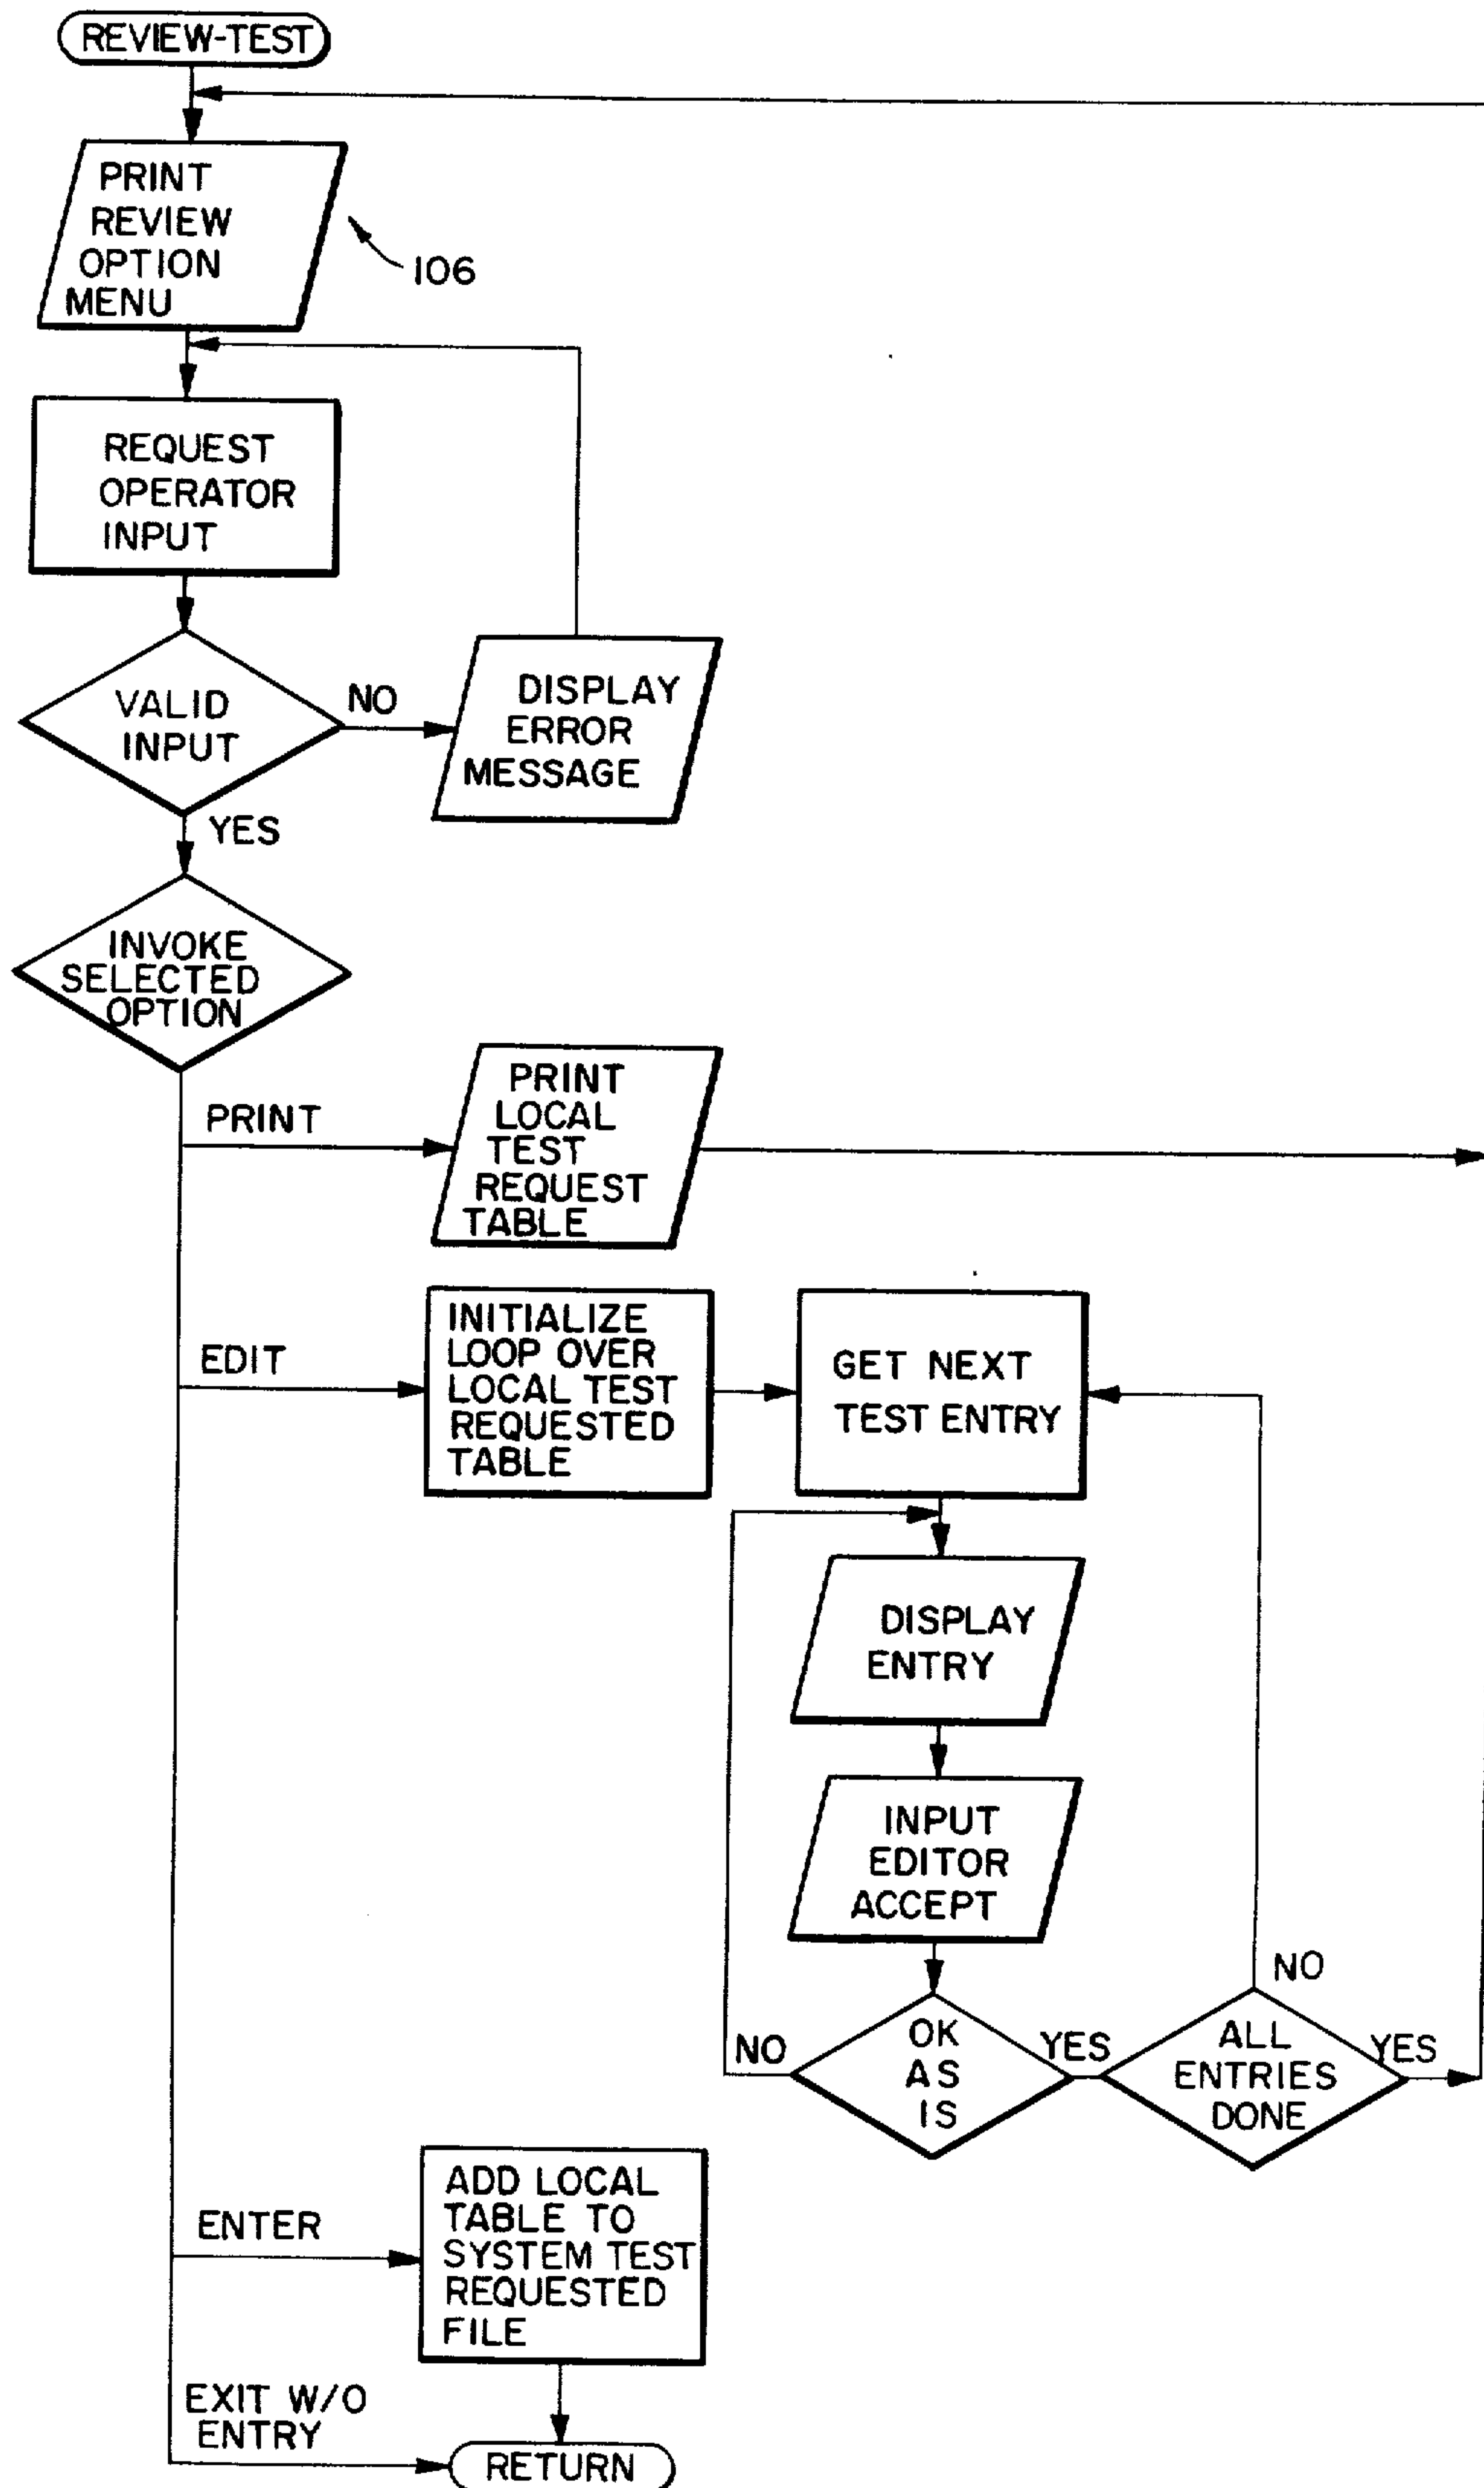 REVIEW-TEST
PRINT
REVIEW
OPTION
MENU
106
REQUEST
OPERATOR
INPUT
VALID
INPUT
NO
DISPLAY
ERROR
MESSAGE
YES
INVOKE
SELECTED
OPTION
PRINT
PRINT
LOCAL
TEST
REQUEST
TABLE
EDIT
INITIALIZE
LOOP OVER
LOCAL TEST
REQUESTED
TABLE
GET NEXT
TEST ENTRY
DISPLAY
ENTRY
INPUT
EDITOR
ACCEPT
NO
OK
AS
IS
YES
NO
ALL
ENTRIES
DONE
YES
ENTER
ADD LOCAL
TABLE TO
SYSTEM TEST
REQUESTED
FILE
EXIT W/O
ENTRY
RETURN